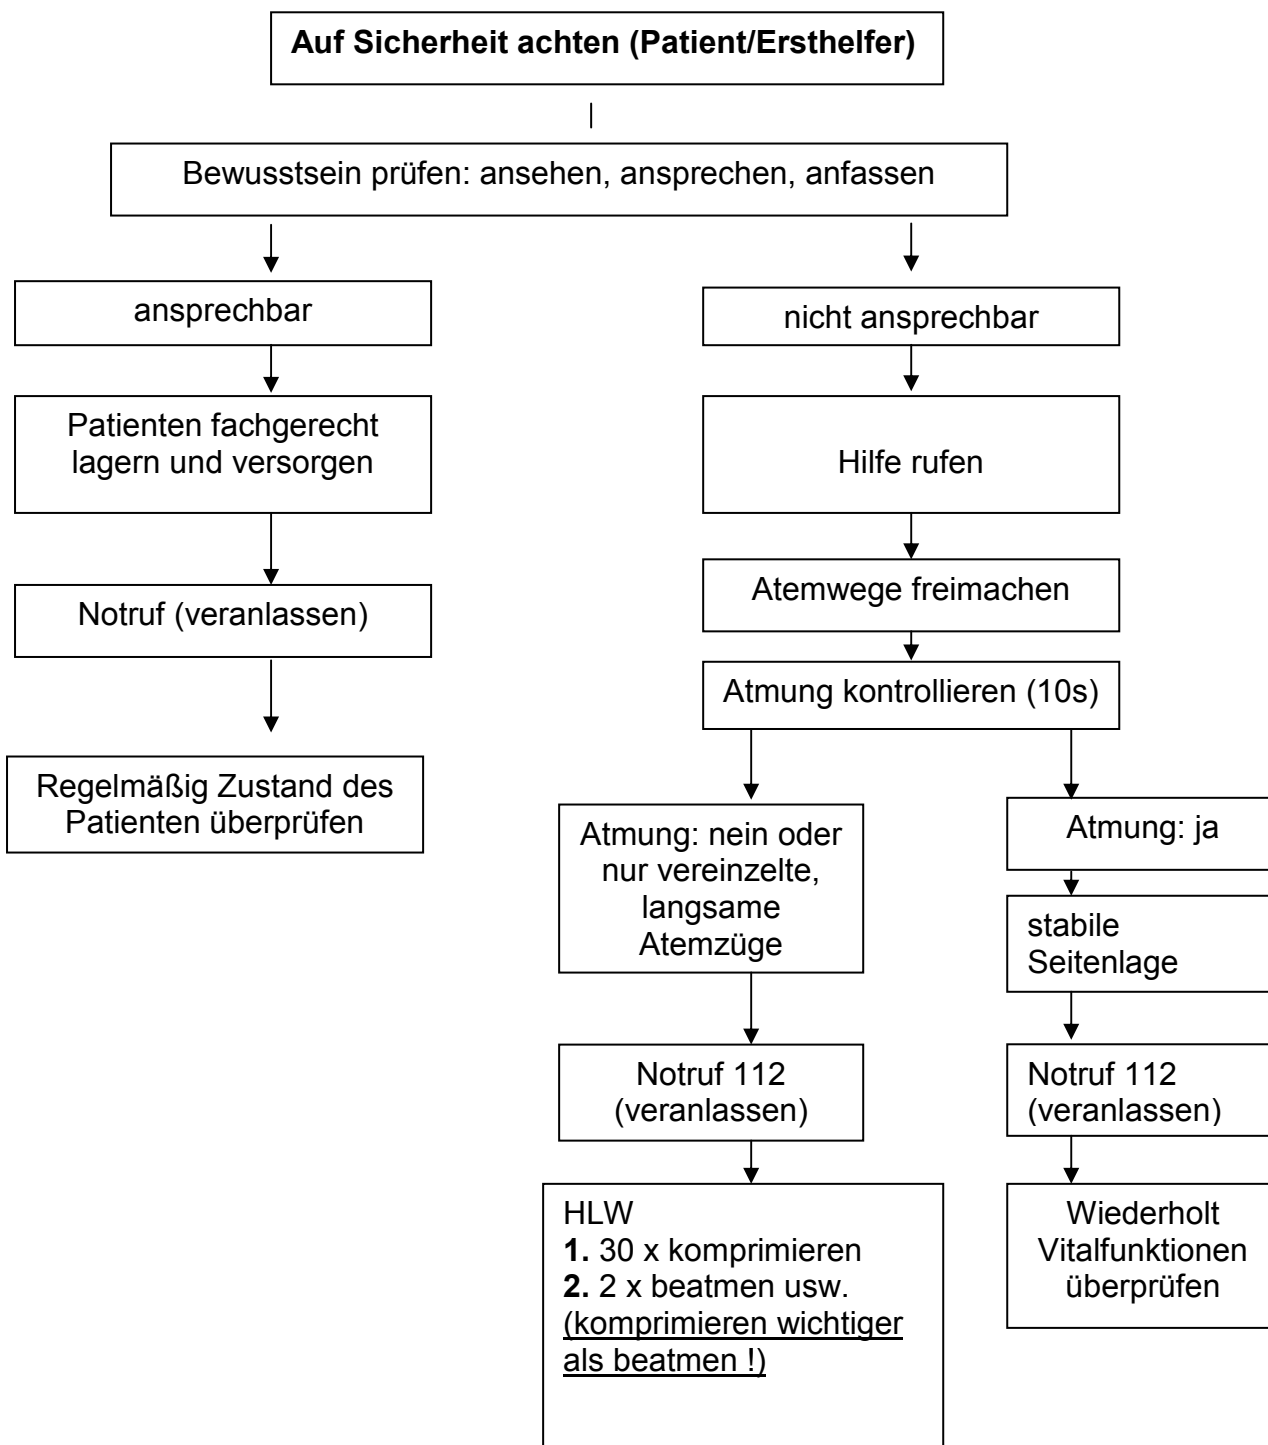 Auf Sicherheit achten (Patient/Ersthelfer)
Bewusstsein prüfen: ansehen, ansprechen, anfassen
ansprechbar
Patienten fachgerecht
lagern und versorgen
Notruf (veranlassen)
Regelmäßig Zustand des
Patienten überprüfen
nicht ansprechbar
Hilfe rufen
Atemwege freimachen
Atmung kontrollieren (10s)
Atmung: nein oder
nur vereinzelte,
langsame
Atemzüge
Notruf 112
(veranlassen)
HLW
1. 30 x komprimieren
2. 2 x beatmen usw.
(komprimieren wichtiger
als beatmen !)
Atmung: ja
stabile
Seitenlage
Notruf 112
(veranlassen)
Wiederholt
Vitalfunktionen
überprüfen